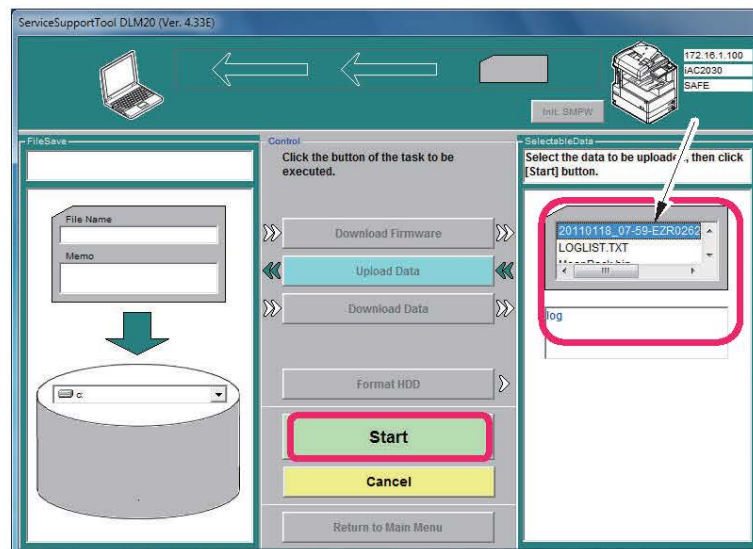 ServiceSupportTool DLM20 (Ver. 4.33E)
172.16.1.100
iAC2030
SAFE
Init. SMPW
FileSave
Control
SelectableData
Click the button of the task to be
executed.
Select the data to be uploade , then click
[Start] button.
File Name
Memo
Download Firmware
Upload Data
Download Data
20110118_07-59-EZR0262
LOGLIST.TXT
log
c:
Format HDD
Start
Cancel
Return to Main Menu